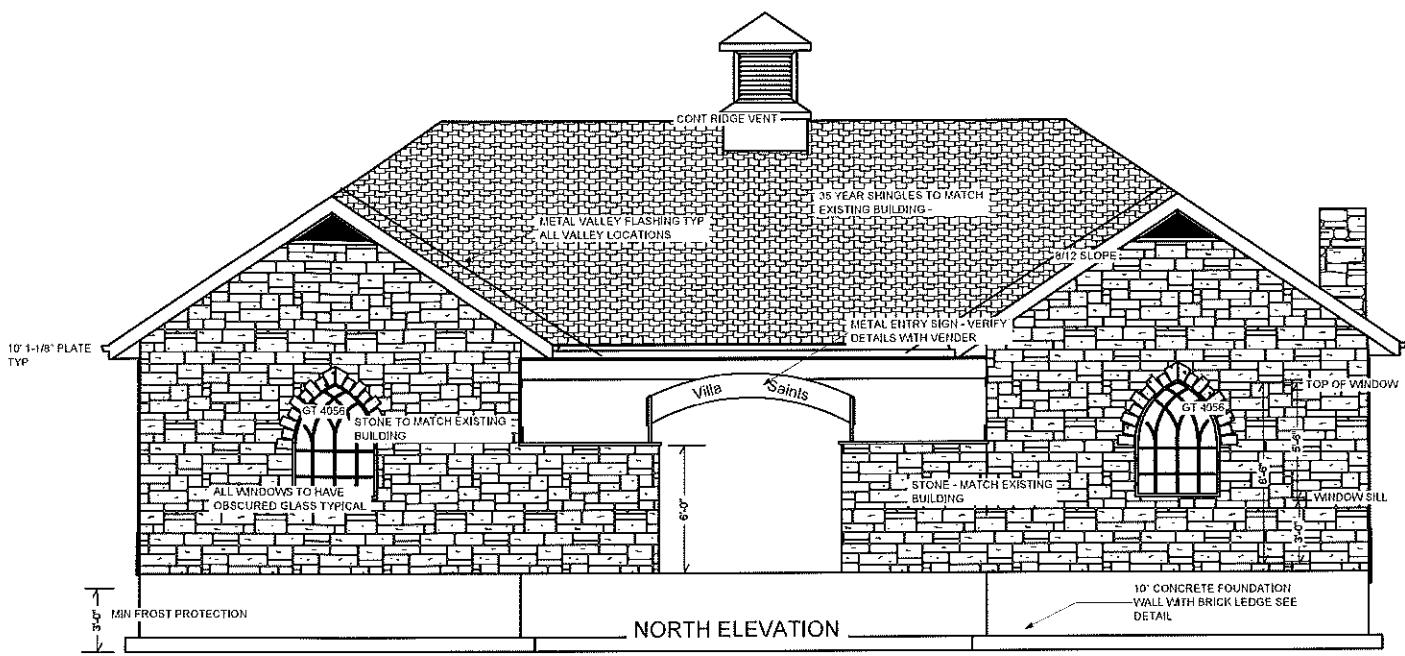 CONT RIDGE VENT
35 YEAR SHINGLES TO MATCH
EXISTING BUILDING -
METAL VALLEY FLASHING TYP
ALL VALLEY LOCATIONS
8/12 SLOPE
METAL ENTRY SIGN - VERIFY
DETAILS WITH VENDER
10' 1-1/8" PLATE
TYP
Villa Saints
TOP OF WINDOW
GT 4056
GT 4056
STONE TO MATCH EXISTING
BUILDING
5'-6"
6'-6"
STONE - MATCH EXISTING
BUILDING
ALL WINDOWS TO HAVE
OBSCURED GLASS TYPICAL
WINDOW SILL
6'-0"
3'-0"
10" CONCRETE FOUNDATION
WALL WITH BRICK LEDGE SEE
DETAIL
3'-0"
MIN FROST PROTECTION
NORTH ELEVATION